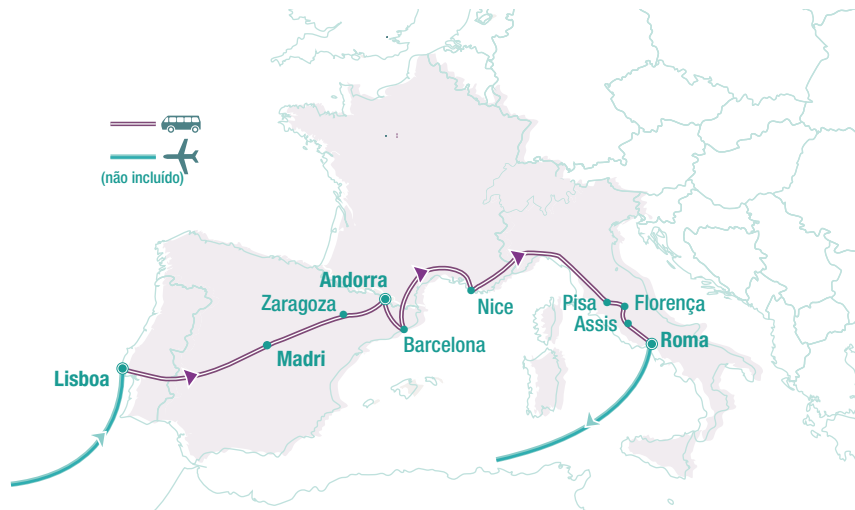 (não incluído)
Andorra
Zaragoza
Nice
Pisa
Florença
Assis
Roma
Barcelona
Madri
Lisboa